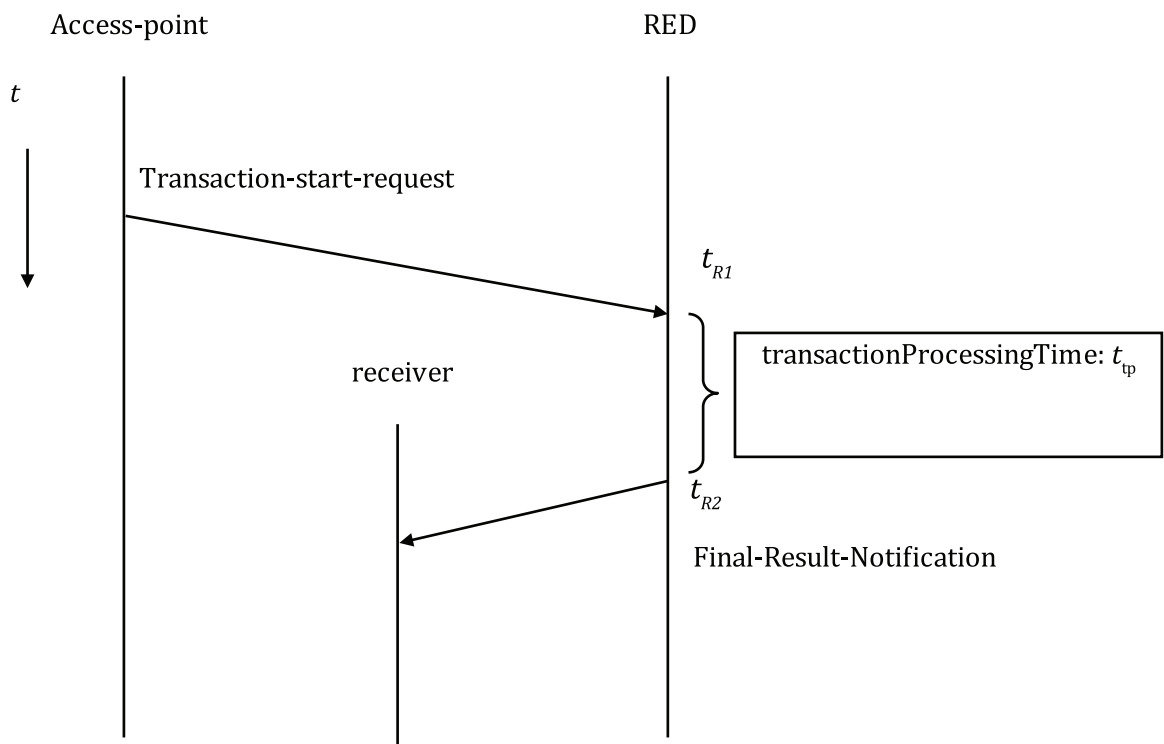 Access-point
RED
t
Transaction-start-request
tR1
transactionProcessingTime: ttp
receiver
tR2
Final-Result-Notification